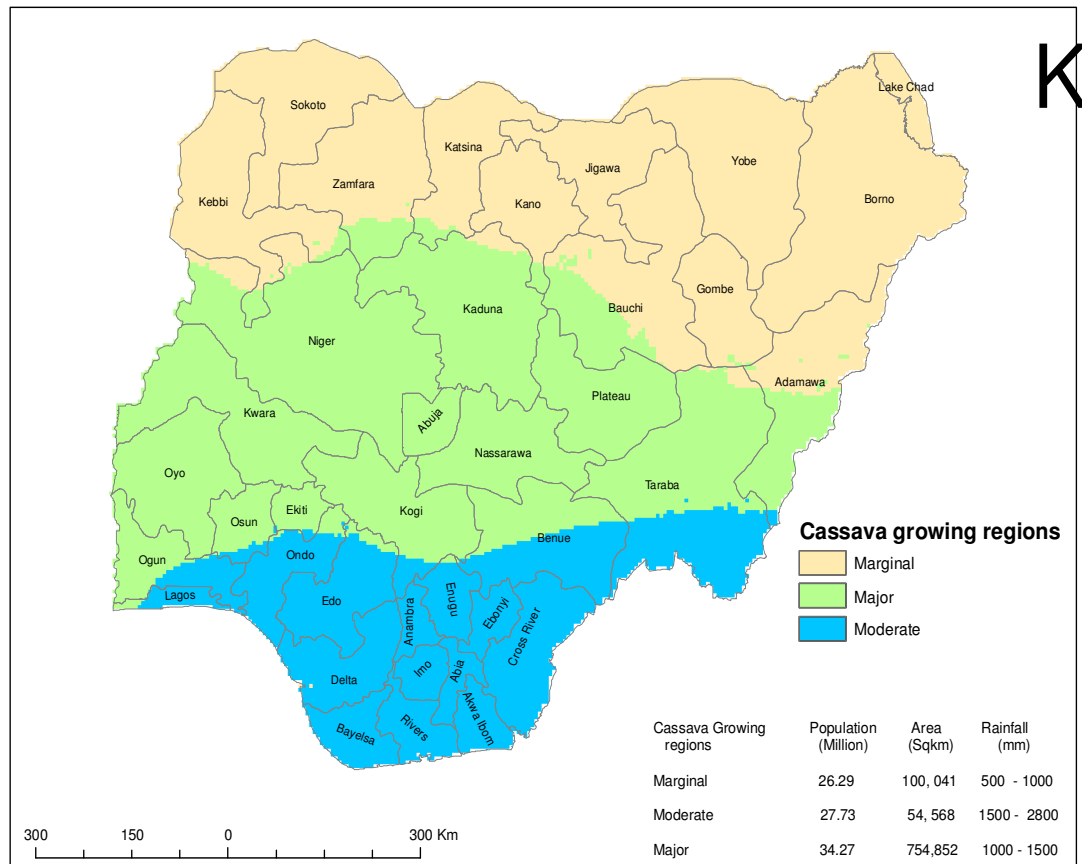 K
Lake Chad
Sokoto
Katsina
Jigawa
Yobe
Zamfara
Kebbi
Kano
Borno
Gombe
Bauchi
Kaduna
Niger
Adamawa
Plateau
Kwara
Abuja
Nassarawa
Oyo
Taraba
Osun
Ekiti
Kogi
Benue
Ogun
Ondo
Lagos
Edo
Anambra
Enugu
Ebonyi
Cross River
Imo
Abia
Delta
Bayelsa
Rivers
Akwa Ibom
Cassava growing regions
Marginal
Major
Moderate
Cassava Growing Population Area Rainfall
regions (Million) (Sqkm) (mm)
Marginal 26.29 100, 041 500 - 1000
Moderate 27.73 54, 568 1500 - 2800
Major 34.27 754,852 1000 - 1500
300 150 0 300 Km